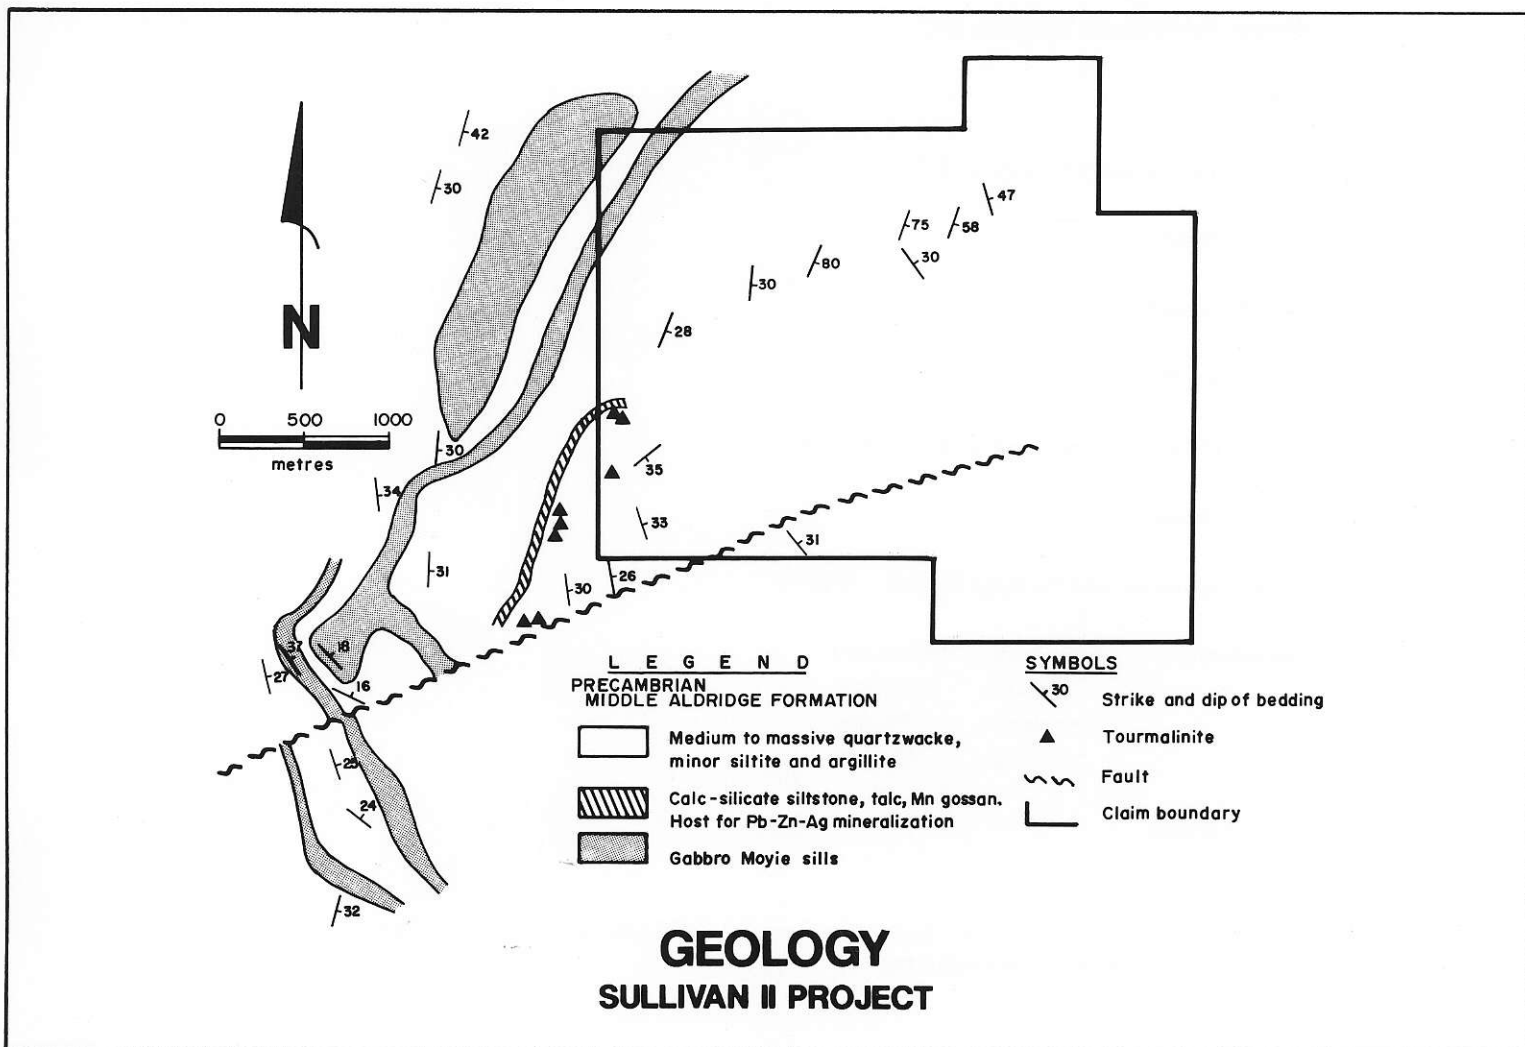 42
30
47
75
58
30
80
30
28
N
0 500 1000
metres
30
34
35
33
31
31
30
26
37
18
27
16
25
24
32
LEGEND
PRECAMBRIAN
MIDDLE ALDRIDGE FORMATION
Medium to massive quartzwacke,
minor siltite and argillite
Calc-silicate siltstone, talc, Mn gossan.
Host for Pb-Zn-Ag mineralization
Gabbro Moyie sills
SYMBOLS
30
Strike and dip of bedding
Tourmalinite
Fault
Claim boundary
GEOLOGY
SULLIVAN II PROJECT